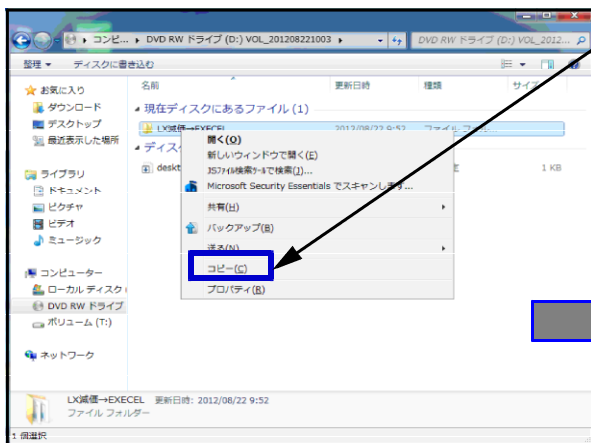 コンピ... ▸ DVD RW ドライブ (D:) VOL_201208221003 ▸
DVD RW ドライブ (D:) VOL_2012...
整理 ▼ ディスクに書き込む
お気に入り
ダウンロード
デスクトップ
最近表示した場所
ライブラリ
ドキュメント
ピクチャ
ビデオ
ミュージック
コンピューター
ローカル ディスク (
DVD RW ドライブ
ボリューム (T:)
ネットワーク
名前 更新日時 種類 サイズ
現在ディスクにあるファイル (1)
LX減価→EXECEL 2012/08/22 9:52 ファイル フォル...
ディス
deskt 1 KB
開く(O)
新しいウィンドウで開く(E)
JSファイル検索ツールで検索(J)...
Microsoft Security Essentials でスキャンします...
共有(H)
バックアップ(B)
送る(N)
コピー(C)
プロパティ(R)
LX減価→EXECEL 更新日時: 2012/08/22 9:52
ファイル フォルダー
1 個選択